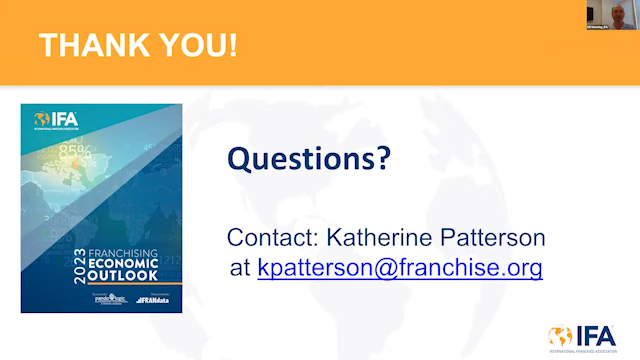 THANK YOU!
IFA
INTERNATIONAL FRANCHISE ASSOCIATION
85%
2023
FRANCHISING
ECONOMIC
OUTLOOK
FRANdata
Questions?
Contact: Katherine Patterson
at kpatterson@franchise.org
IFA
INTERNATIONAL FRANCHISE ASSOCIATION